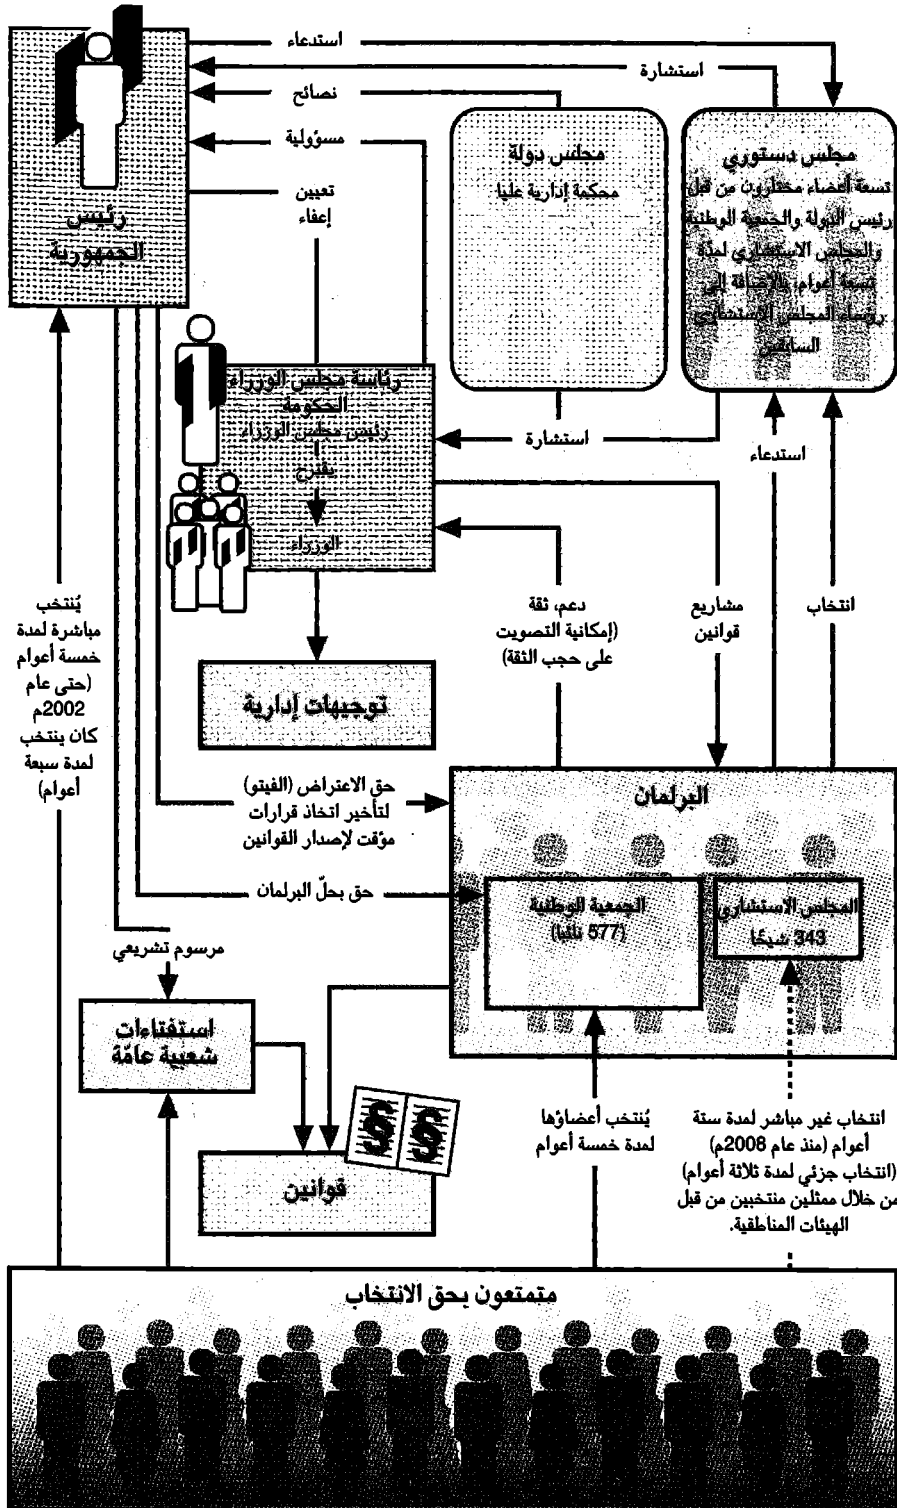 استدعاء
استشارة
نصائح
مسؤولية
تعيين
إعفاء
رئيس
الجمهورية
مجلس دولة
محكمة إدارية عليا
مجلس دستوري
تسعة أعضاء مختارون من قبل
رئيس الدولة والجمعية الوطنية
والمجلس الاستشاري لمدة
تسعة أعوام، بالإضافة إلى
رؤساء المجلس الاستشاري
السابقين
رئاسة مجلس الوزراء
الحكومة
رئيس مجلس الوزراء
يقترح
الوزراء
استشارة
استدعاء
انتخاب
مشاريع
قوانين
دعم، ثقة
(إمكانية التصويت
على حجب الثقة)
يُنتخب
مباشرة لمدة
خمسة أعوام
(حتى عام
2002م
كان ينتخب
لمدة سبعة
أعوام)
توجيهات إدارية
حق الاعتراض (الفيتو)
لتأخير اتخاذ قرارات
مؤقت لإصدار القوانين
حق بحلّ البرلمان
مرسوم تشريعي
البرلمان
المجلس الاستشاري
343 شيخًا
الجمعية الوطنية
(577 نائبا)
استفتاءات
شعبية عامّة
قوانين
§ §
يُنتخب أعضاؤها
لمدة خمسة أعوام
انتخاب غير مباشر لمدة ستة
أعوام (منذ عام 2008م)
(انتخاب جزئي لمدة ثلاثة أعوام)
من خلال ممثلين منتخبين من قبل
الهيئات المناطقية.
متمتعون بحق الانتخاب